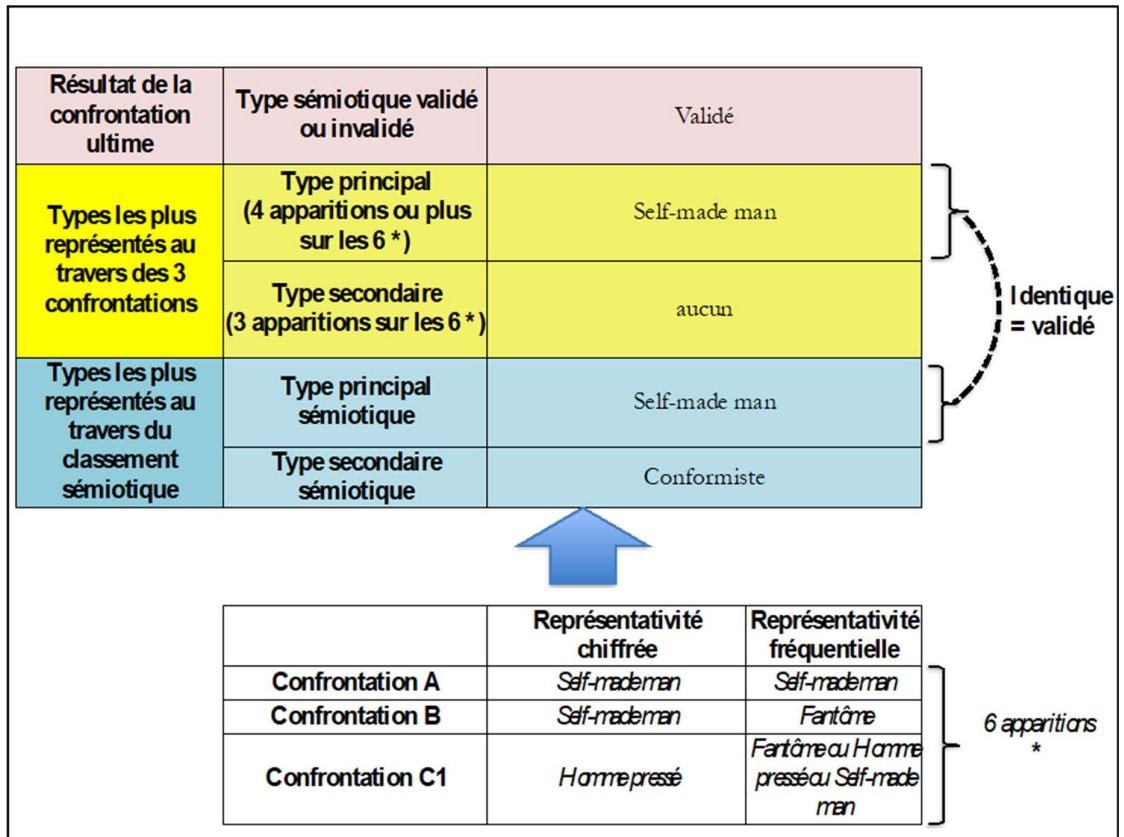 Résultat de la
confrontation
ultime
Type sémiotique validé
ou invalidé
Validé
Types les plus
représentés au
travers des 3
confrontations
Type principal
(4 apparitions ou plus
sur les 6 *)
Self-made man
Type secondaire
(3 apparitions sur les 6 *)
aucun
Identique
= validé
Types les plus
représentés au
travers du
classement
sémiotique
Type principal
sémiotique
Self-made man
Type secondaire
sémiotique
Conformiste
Représentativité
chiffrée
Représentativité
fréquentielle
Confrontation A
Self-made man
Self-made man
Confrontation B
Self-made man
Fantôme
Confrontation C1
Homme pressé
Fantôme ou Homme
pressé ou Self-made
man
6 apparitions
*